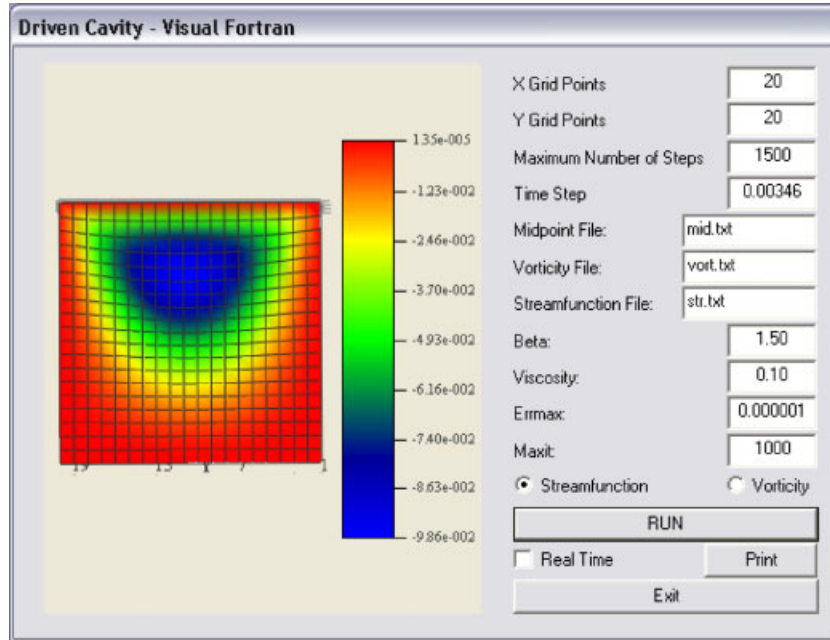 Driven Cavity - Visual Fortran
1.35e-005
-1.23e-002
-2.46e-002
-3.70e-002
-4.93e-002
-6.16e-002
-7.40e-002
-8.63e-002
-9.86e-002
X Grid Points 20
Y Grid Points 20
Maximum Number of Steps 1500
Time Step 0.00346
Midpoint File: mid.txt
Vorticity File: vort.txt
Streamfunction File: str.txt
Beta: 1.50
Viscosity: 0.10
Errmax: 0.000001
Maxit: 1000
Streamfunction Vorticity
RUN
Real Time Print
Exit